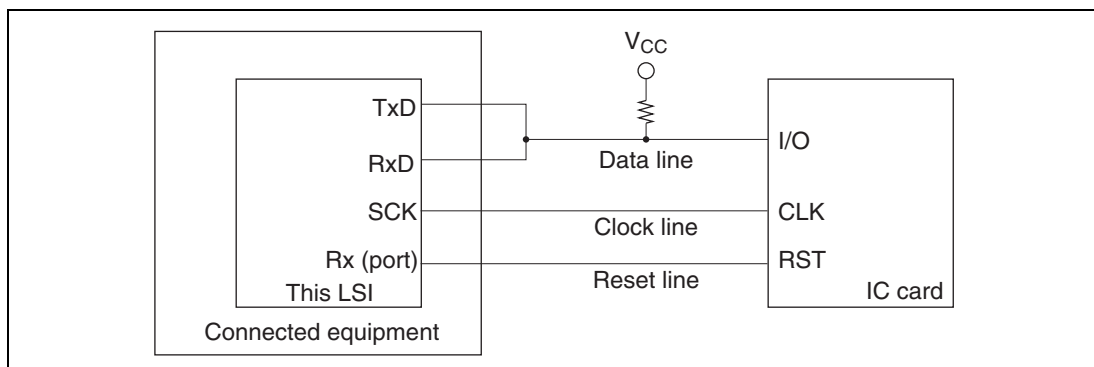 VCC
TxD
I/O
Data line
RxD
SCK
CLK
Clock line
Rx (port)
RST
Reset line
This LSI
IC card
Connected equipment